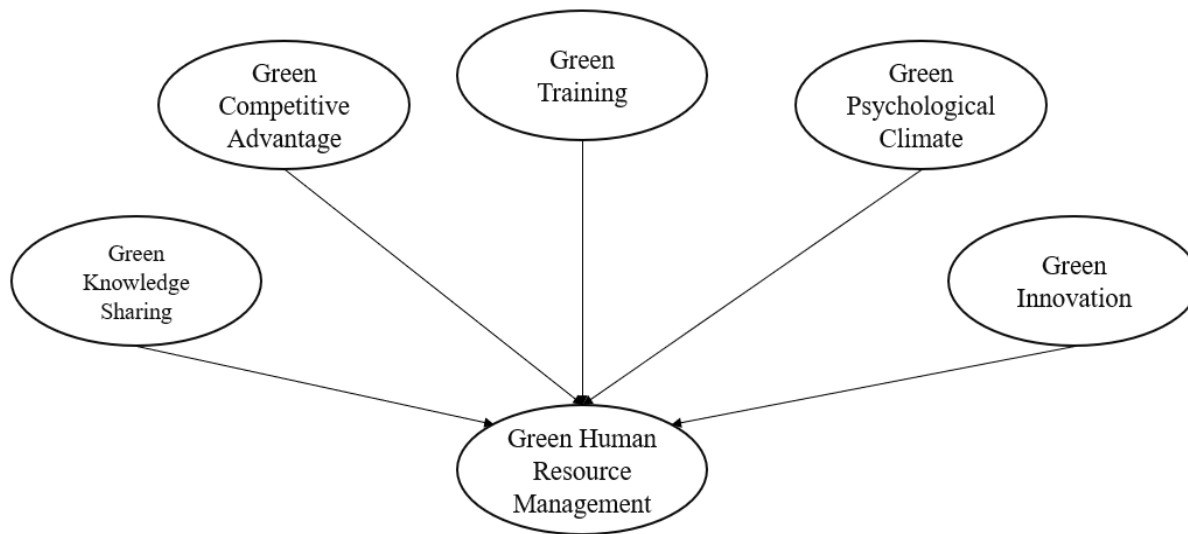 Green
Competitive
Advantage
Green
Training
Green
Psychological
Climate
Green
Knowledge
Sharing
Green
Innovation
Green Human
Resource
Management